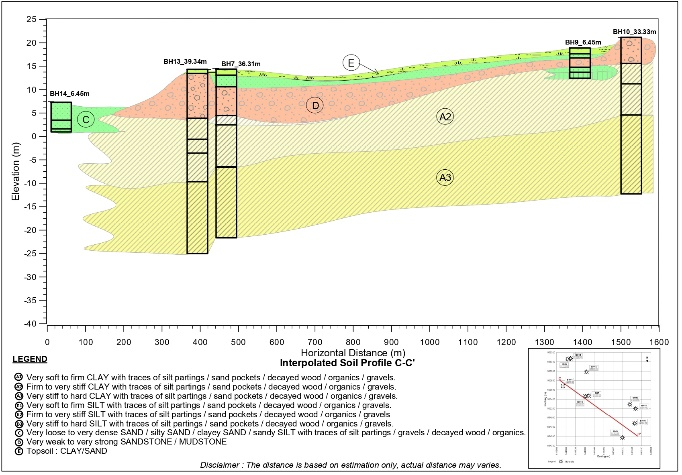 BH10_33.33m
BH9_6.45m
BH13_39.34m
BH7_36.31m
BH14_6.45m
E
C
D
A2
A3
Elevation (m)
25
20
15
10
5
0
-5
-10
-15
-20
-25
-30
-35
-40
0 100 200 300 400 500 600 700 800 900 1000 1100 1200 1300 1400 1500 1600
Horizontal Distance (m)
LEGEND
Interpolated Soil Profile C-C'
Very soft to firm CLAY with traces of silt partings / sand pockets / decayed wood / organics / gravels.
Firm to very stiff CLAY with traces of silt partings / sand pockets / decayed wood / organics / gravels.
Very stiff to hard CLAY with traces of silt partings / sand pockets / decayed wood / organics / gravels.
Very soft to firm SILT with traces of silt partings / sand pockets / decayed wood / organics / gravels.
Firm to very stiff SILT with traces of silt partings / sand pockets / decayed wood / organics / gravels
Very stiff to hard SILT with traces of silt partings / sand pockets / decayed wood / organics / gravels.
C Very loose to very dense SAND / silty SAND / clayey SAND / sandy SILT with traces of silt partings / gravels / decayed wood / organics.
Very weak to very strong SANDSTONE / MUDSTONE
E Topsoil : CLAY/SAND
Disclaimer : The distance is based on estimation only, actual distance may varies.